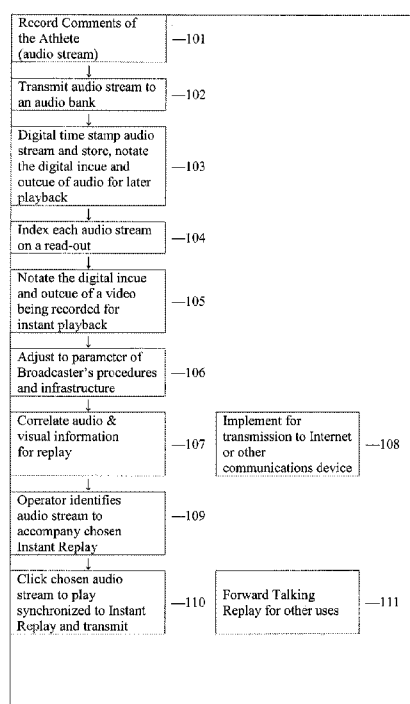 Record Comments of
the Athlete
(audio stream)
—101
Transmit audio stream to
an audio bank
—102
Digital time stamp audio
stream and store, notate
the digital incue and
outcue of audio for later
playback
—103
Index each audio stream
on a read-out
—104
Notate the digital incue
and outcue of a video
being recorded for
instant playback
—105
Adjust to parameter of
Broadcaster's procedures
and infrastructure
—106
Correlate audio &
visual information
for replay
—107
Implement for
transmission to Internet
or other
communications device
—108
Operator identifies
audio stream to
accompany chosen
Instant Replay
—109
Click chosen audio
stream to play
synchronized to Instant
Replay and transmit
—110
Forward Talking
Replay for other uses
—111